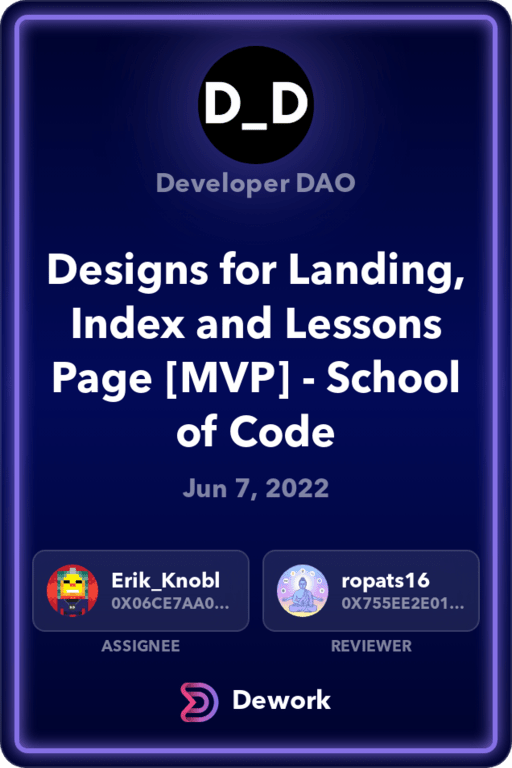 D_D
Developer DAO
Designs for Landing,
Index and Lessons
Page [MVP] - School
of Code
Jun 7, 2022
Erik_Knobl
0X06CE7AA0...
ASSIGNEE
ropats16
0X755EE2E01...
REVIEWER
Dework